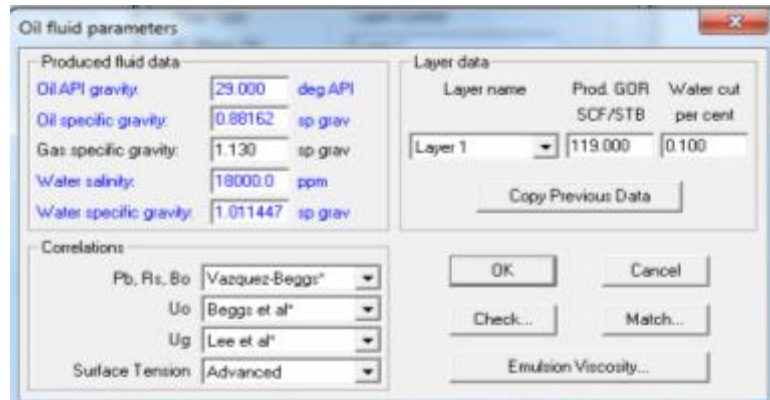 Oil fluid parameters
Produced fluid data
Oil API gravity: 29.000 deg API
Oil specific gravity: 0.88162 sp grav
Gas specific gravity: 1.130 sp grav
Water salinity: 18000.0 ppm
Water specific gravity: 1.011447 sp grav
Layer data
Layer name Prod. GOR Water cut
SCF/STB per cent
Layer 1 119.000 0.100
Copy Previous Data
Correlations
Pb, Rs, Bo Vazquez-Beggs*
Uo Beggs et al*
Ug Lee et al*
Surface Tension Advanced
OK Cancel
Check... Match...
Emulsion Viscosity...